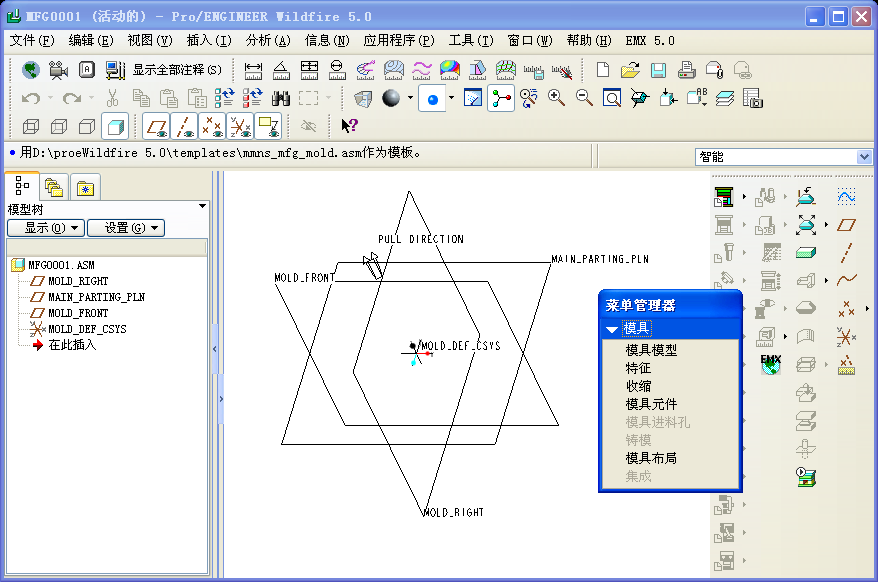 MFG0001 (活动的) - Pro/ENGINEER Wildfire 5.0
文件(F) 编辑(E) 视图(V) 插入(I) 分析(A) 信息(N) 应用程序(P) 工具(T) 窗口(W) 帮助(H) EMX 5.0
显示全部注释(S)
用D:\proeWildfire 5.0\templates\mmns_mfg_mold.asm作为模板。
智能
模型树
显示(O) 设置(G)
MFG0001.ASM
MOLD_RIGHT
MAIN_PARTING_PLN
MOLD_FRONT
MOLD_DEF_CSYS
在此插入
PULL DIRECTION
MAIN_PARTING_PLN
MOLD_FRONT
MOLD_DEF_CSYS
MOLD_RIGHT
菜单管理器
模具
模具模型
特征
收缩
模具元件
模具进料孔
铸模
模具布局
集成
EMX